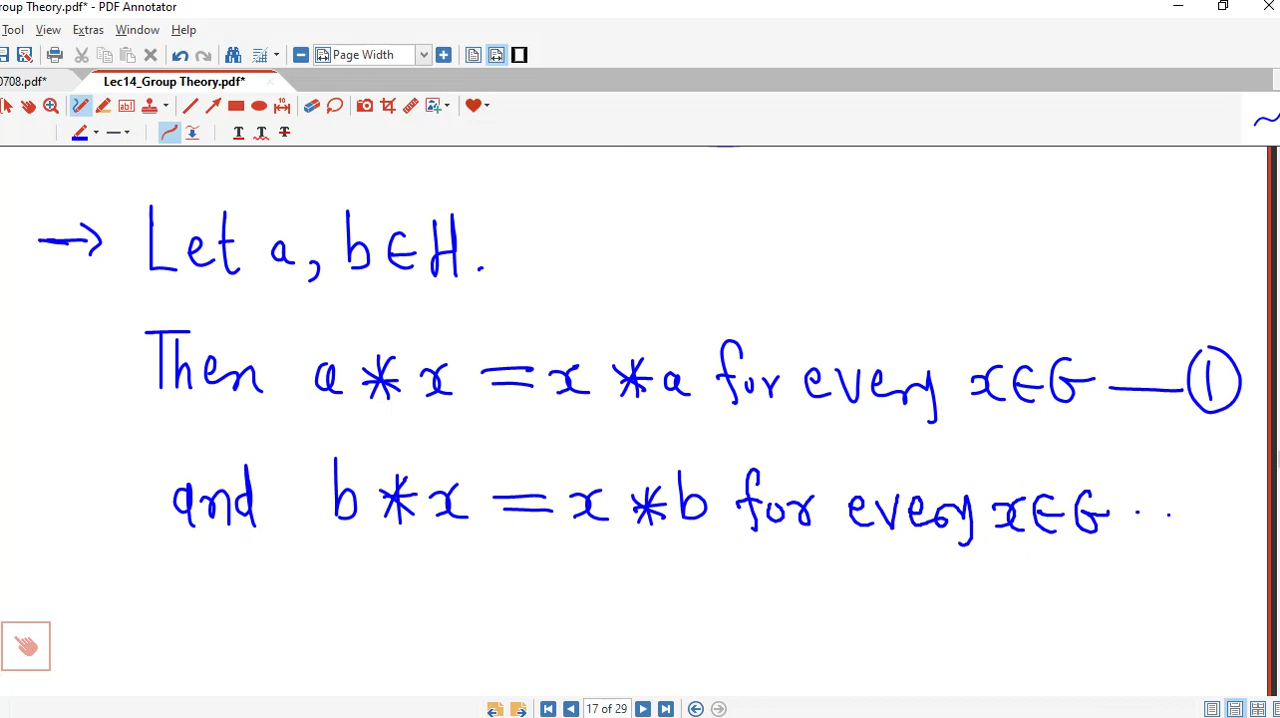 roup Theory.pdf* - PDF Annotator
Tool View Extras Window Help
Page Width
0708.pdf* Lec14_Group Theory.pdf*
10
T T T
→ Let a, b ∈ H.
Then a * x = x * a for every x ∈ G —— ①
and b * x = x * b for every x ∈ G ..
17 of 29